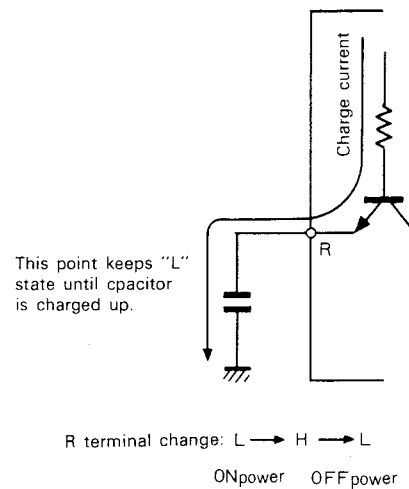 Charge current
R
This point keeps "L"
state until cpacitor
is charged up.
R terminal change: L → H → L
ONpower OFFpower